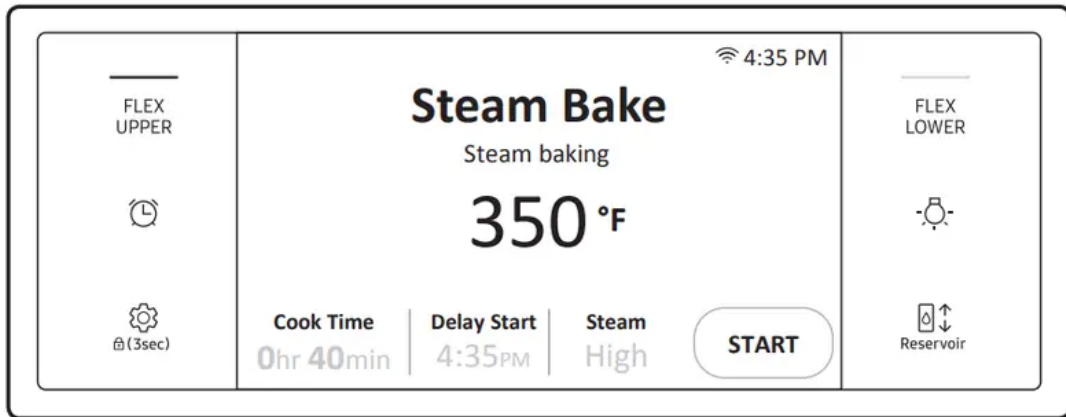 FLEX
UPPER
(3sec)
4:35 PM
Steam Bake
Steam baking
350 °F
Cook Time
0hr 40min
Delay Start
4:35PM
Steam
High
START
FLEX
LOWER
Reservoir